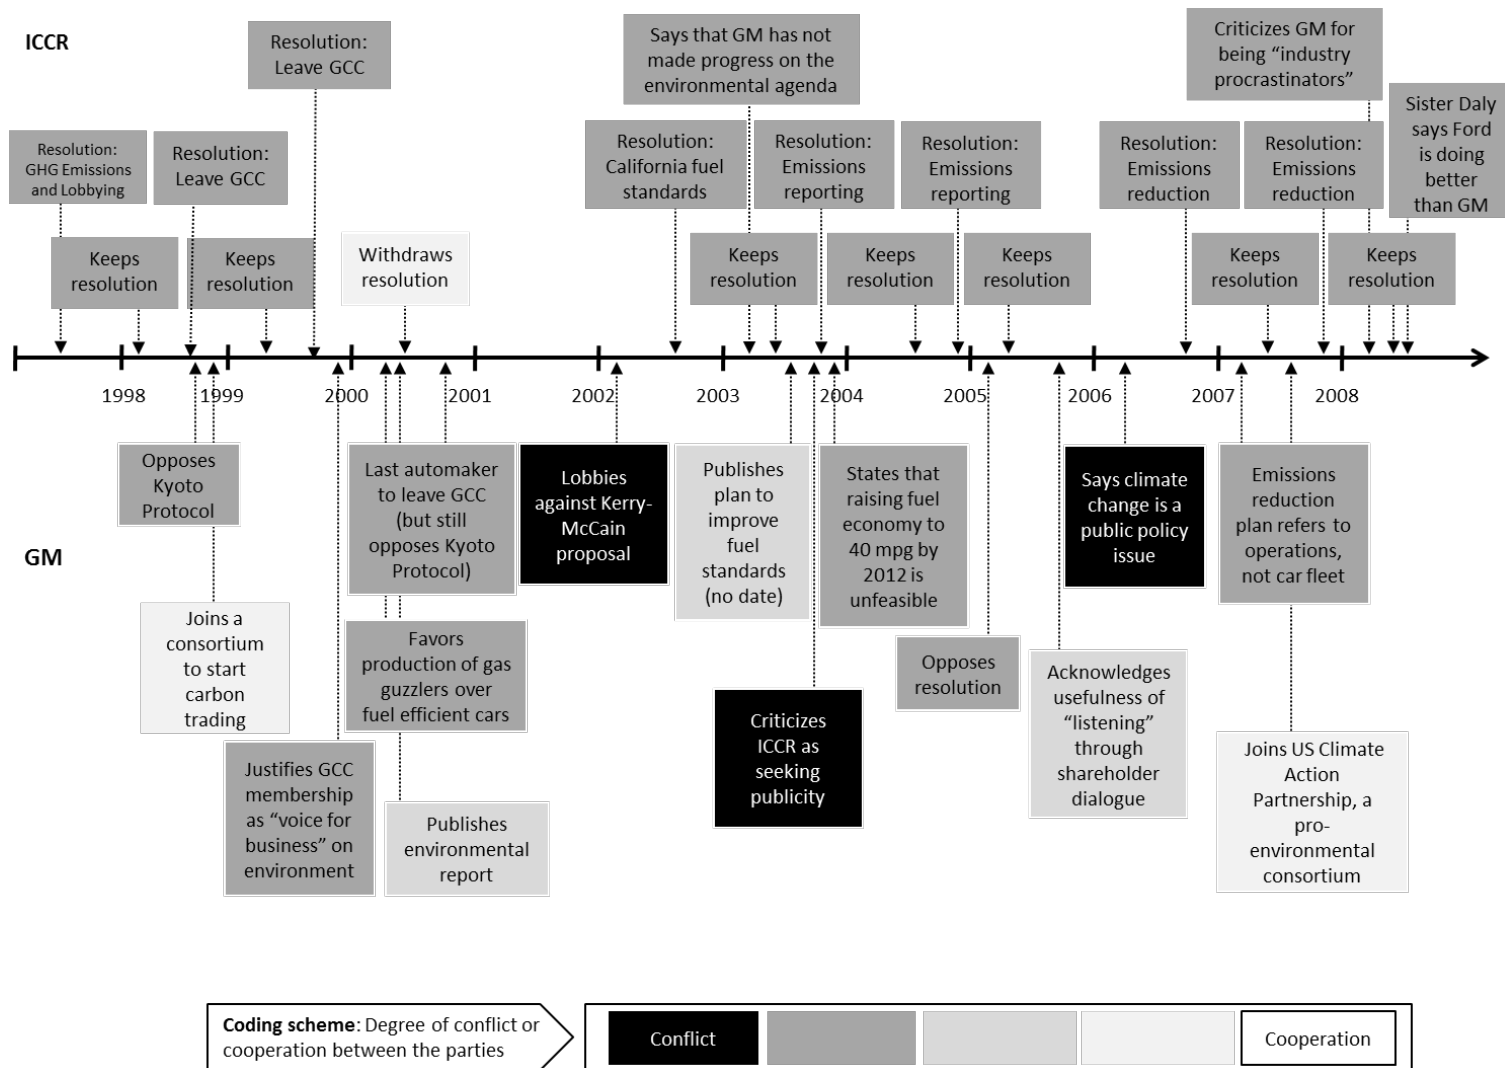 ICCR
Resolution:
Leave GCC
Says that GM has not
made progress on the
environmental agenda
Criticizes GM for
being “industry
procrastinators”
Sister Daly
says Ford
is doing
better
than GM
Resolution:
GHG Emissions
and Lobbying
Resolution:
Leave GCC
Resolution:
California fuel
standards
Resolution:
Emissions
reporting
Resolution:
Emissions
reporting
Resolution:
Emissions
reduction
Resolution:
Emissions
reduction
Keeps
resolution
Keeps
resolution
Withdraws
resolution
Keeps
resolution
Keeps
resolution
Keeps
resolution
Keeps
resolution
Keeps
resolution
1998
1999
2000
2001
2002
2003
2004
2005
2006
2007
2008
GM
Opposes
Kyoto
Protocol
Last automaker
to leave GCC
(but still
opposes Kyoto
Protocol)
Lobbies
against Kerry-
McCain
proposal
Publishes
plan to
improve
fuel
standards
(no date)
States that
raising fuel
economy to
40 mpg by
2012 is
unfeasible
Says climate
change is a
public policy
issue
Emissions
reduction
plan refers to
operations,
not car fleet
Joins a
consortium
to start
carbon
trading
Favors
production of gas
guzzlers over
fuel efficient cars
Opposes
resolution
Acknowledges
usefulness of
“listening”
through
shareholder
dialogue
Criticizes
ICCR as
seeking
publicity
Justifies GCC
membership
as “voice for
business” on
environment
Publishes
environmental
report
Joins US Climate
Action
Partnership, a
pro-
environmental
consortium
Coding scheme: Degree of conflict or
cooperation between the parties
Conflict
Cooperation